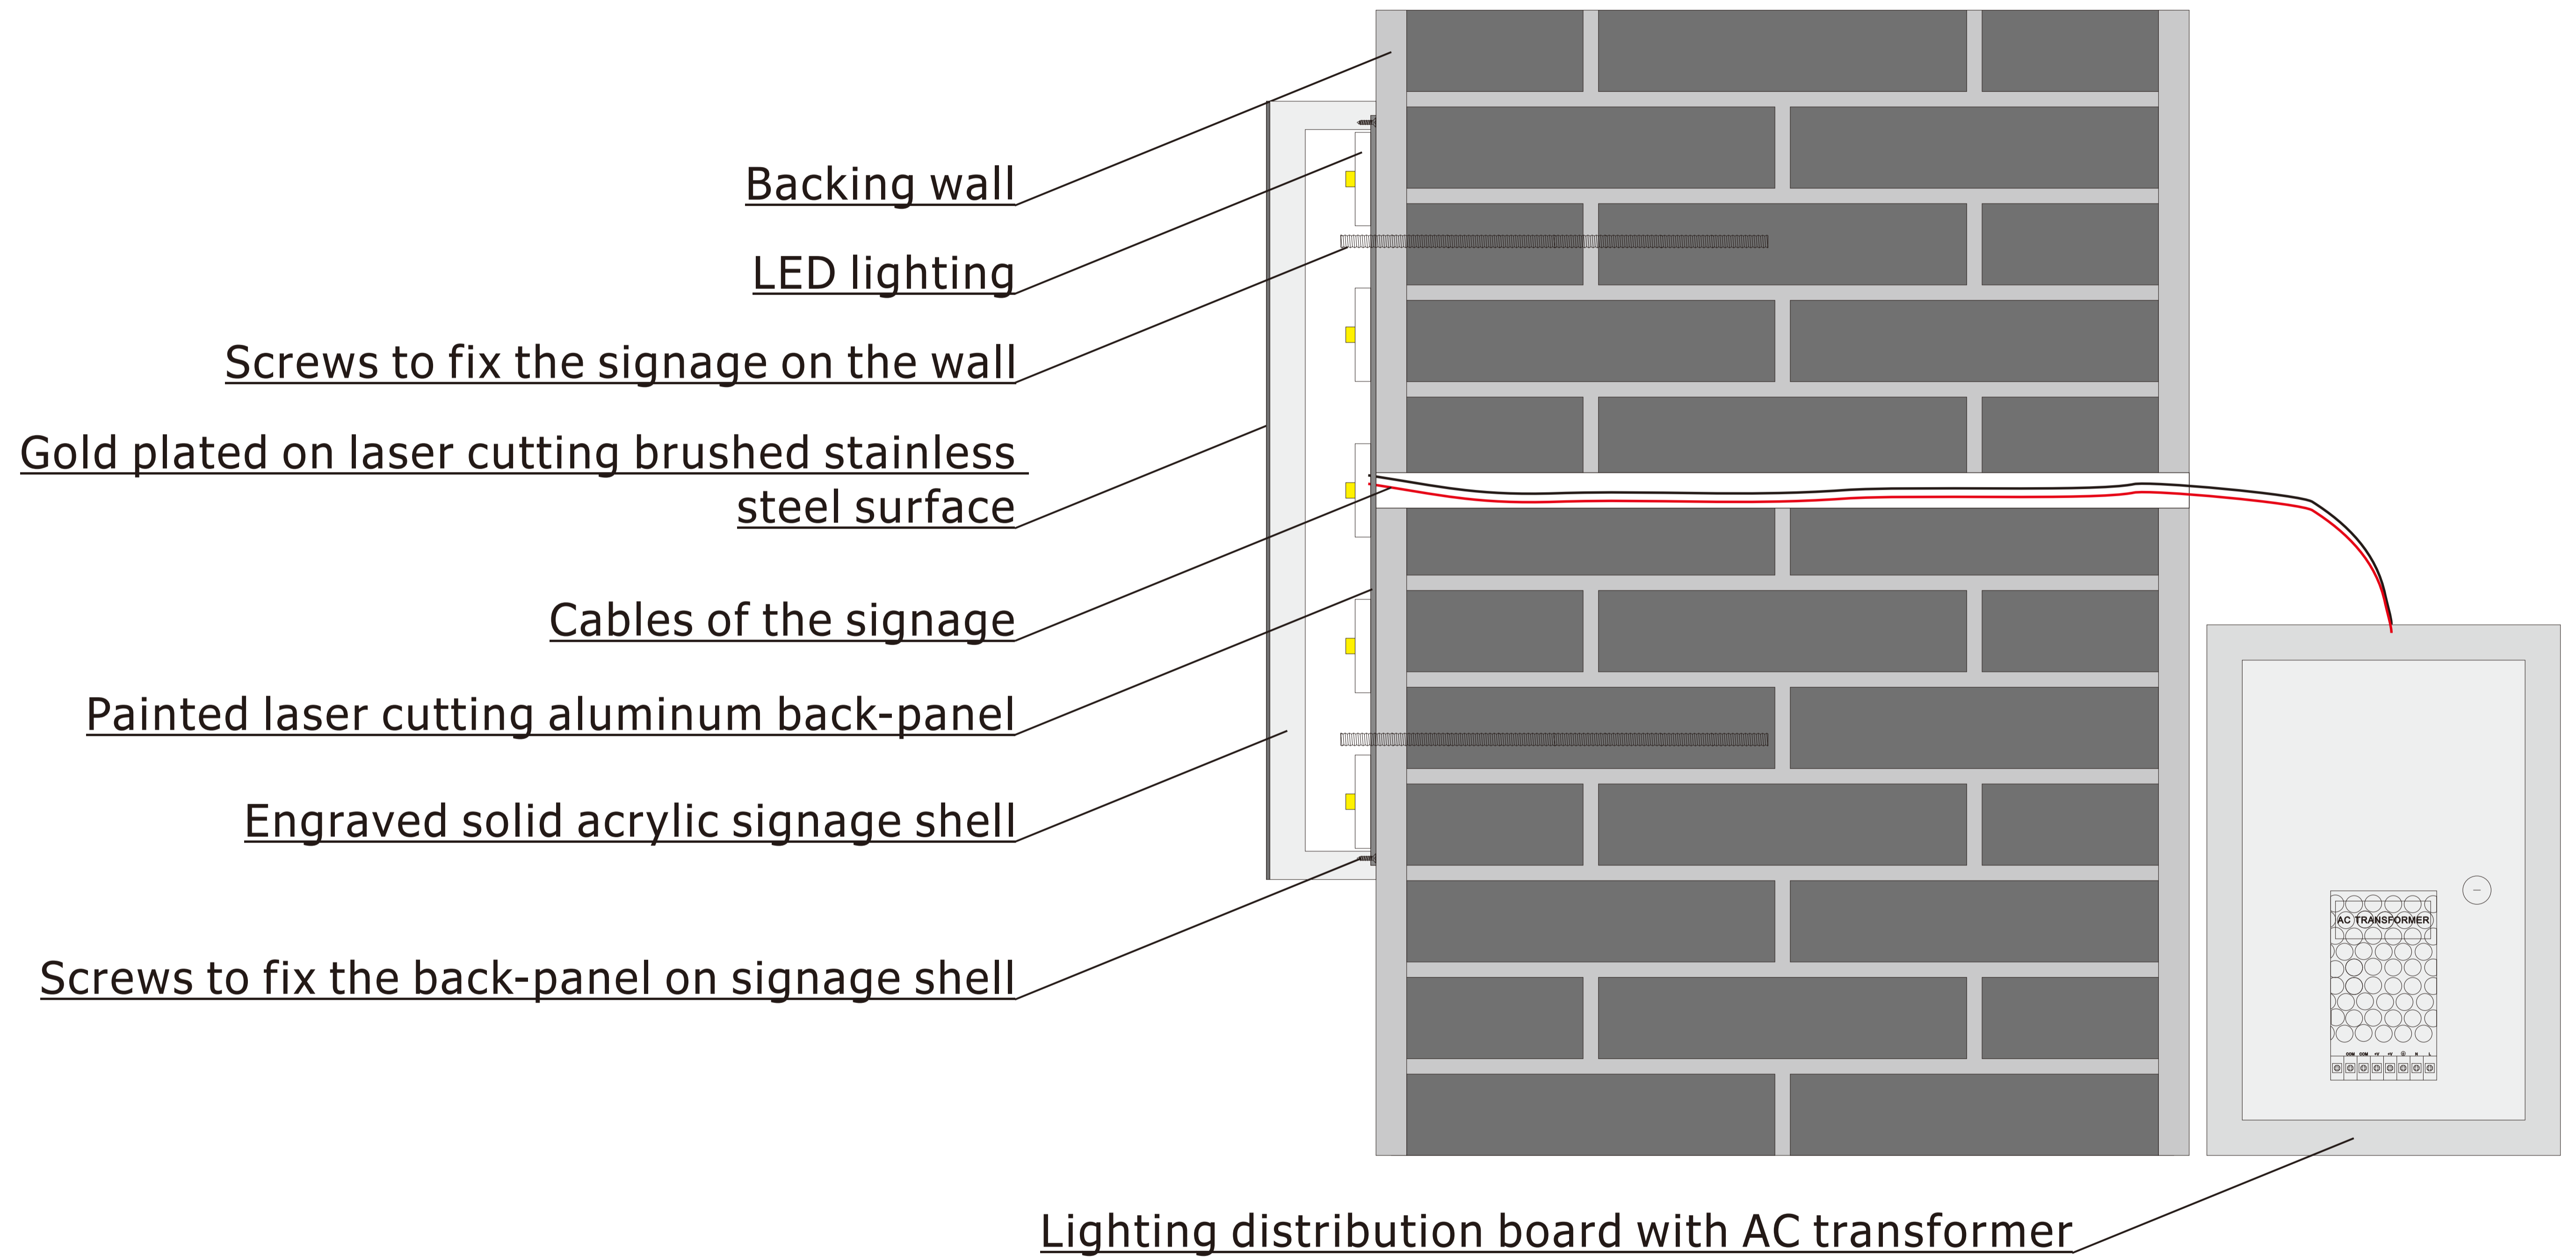 Backing wall
LED lighting
Screws to fix the signage on the wall
Gold plated on laser cutting brushed stainless
steel surface
Cables of the signage
Painted laser cutting aluminum back-panel
Engraved solid acrylic signage shell
Screws to fix the back-panel on signage shell
AC TRANSFORMER
COM COM +V +V ⏚ N L
Lighting distribution board with AC transformer